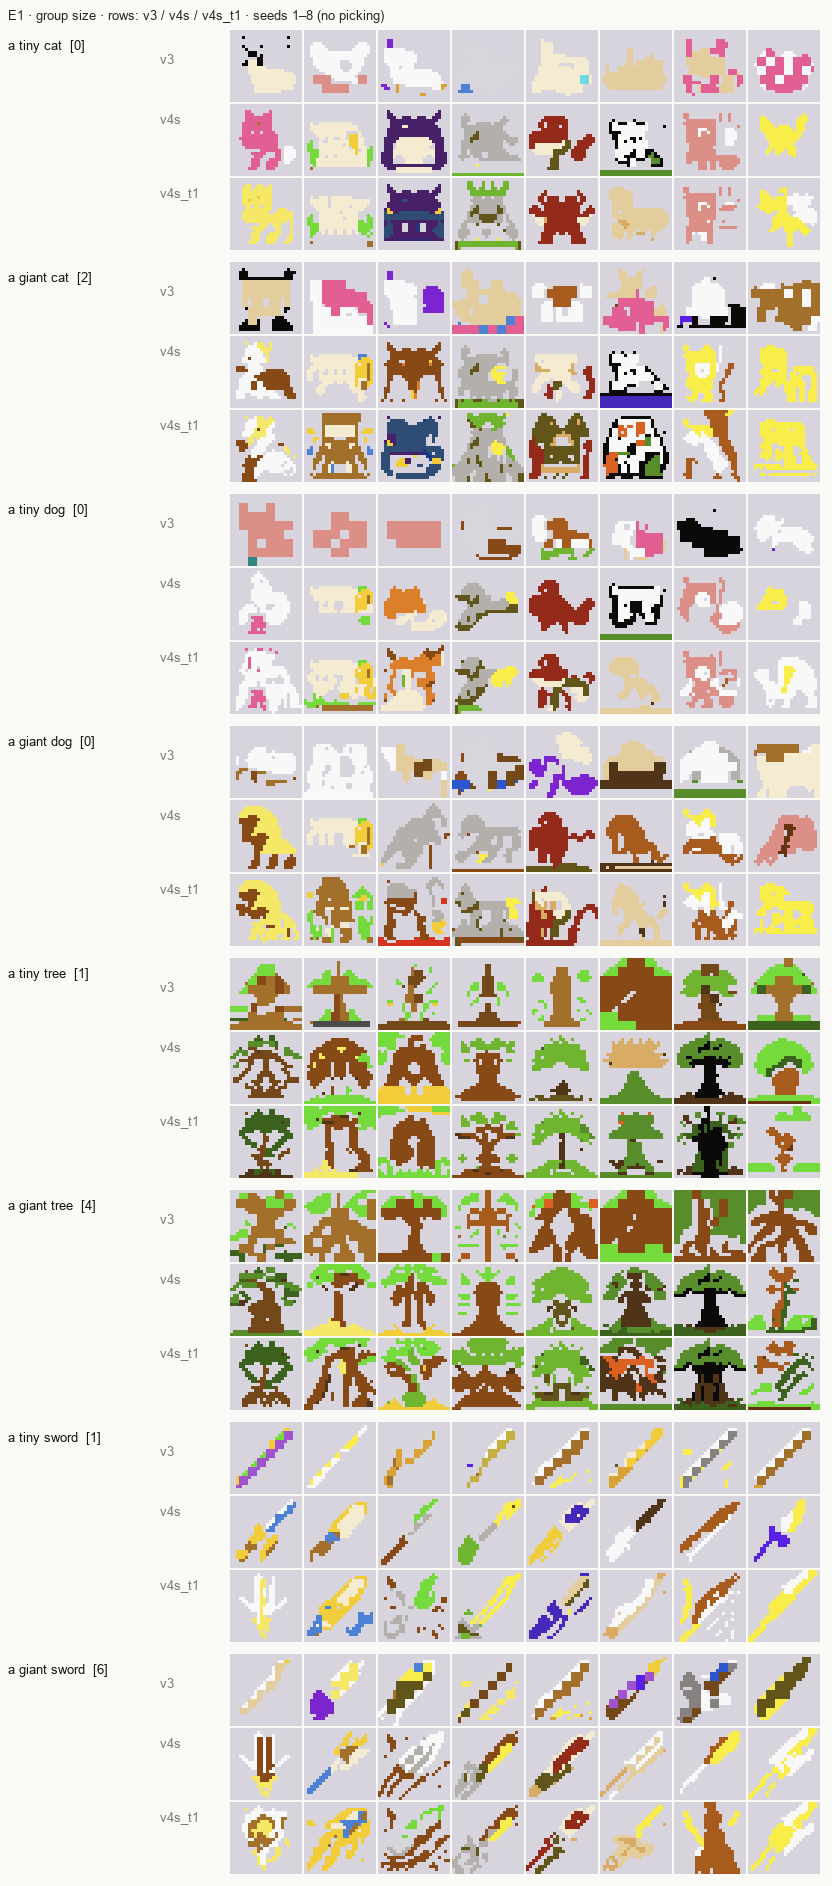 E1 · group size · rows: v3 / v4s / v4s_t1 · seeds 1–8 (no picking)
a tiny cat [0]
v3
v4s
v4s_t1
a giant cat [2]
v3
v4s
v4s_t1
a tiny dog [0]
v3
v4s
v4s_t1
a giant dog [0]
v3
v4s
v4s_t1
a tiny tree [1]
v3
v4s
v4s_t1
a giant tree [4]
v3
v4s
v4s_t1
a tiny sword [1]
v3
v4s
v4s_t1
a giant sword [6]
v3
v4s
v4s_t1